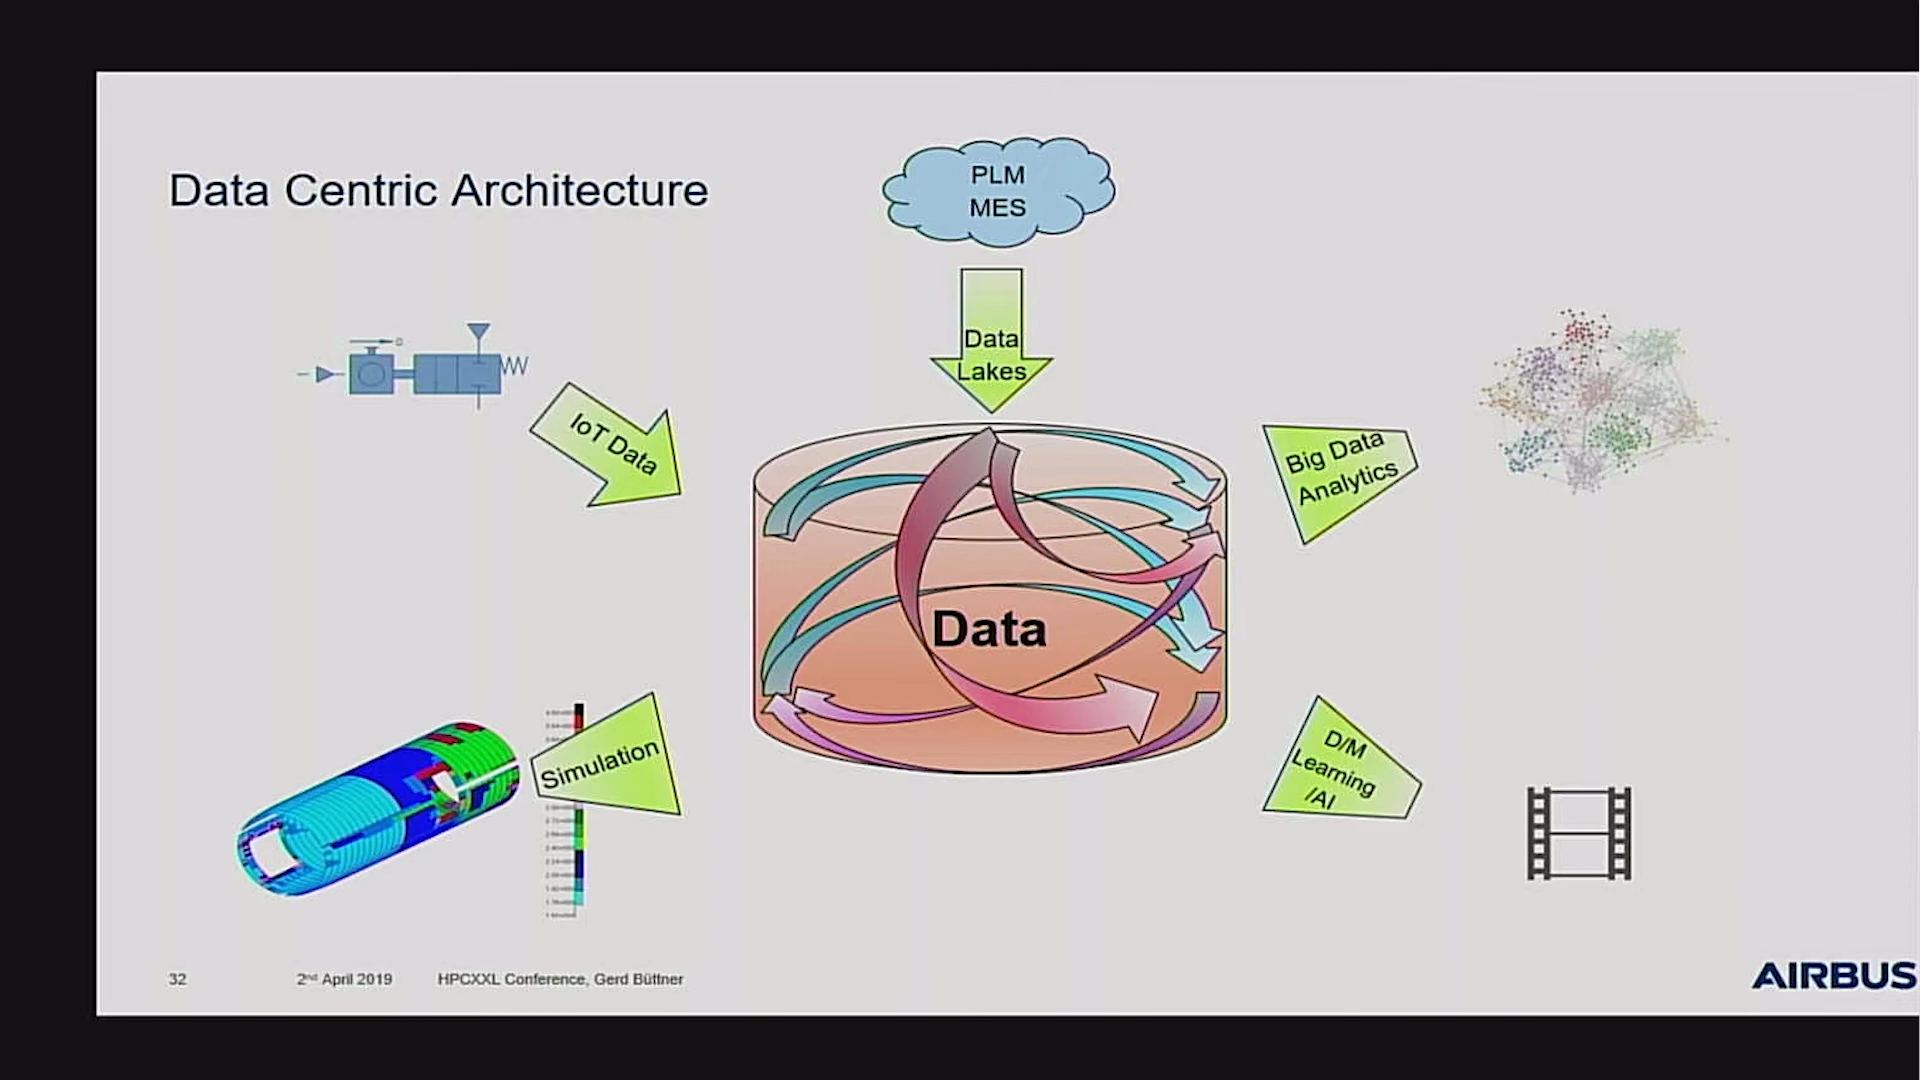 Data Centric Architecture
PLM
MES
Data
Lakes
IoT Data
Big Data
Analytics
Data
Simulation
D/M
Learning
/AI
32
2nd April 2019
HPCXXL Conference, Gerd Büttner
AIRBUS